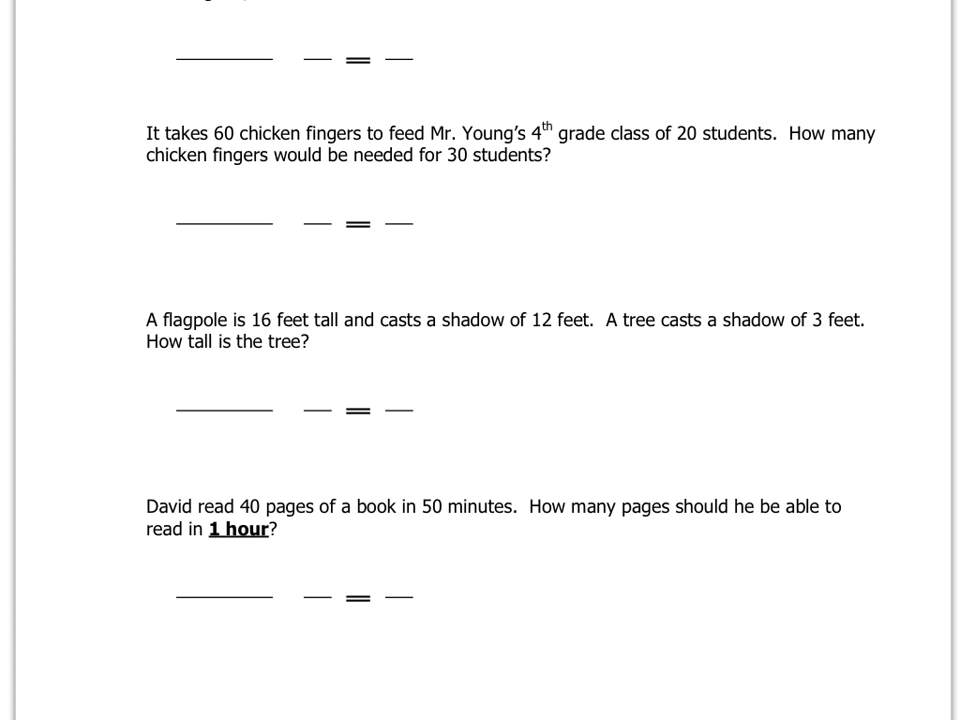 It takes 60 chicken fingers to feed Mr. Young’s 4th grade class of 20 students. How many
chicken fingers would be needed for 30 students?
=
A flagpole is 16 feet tall and casts a shadow of 12 feet. A tree casts a shadow of 3 feet.
How tall is the tree?
=
David read 40 pages of a book in 50 minutes. How many pages should he be able to
read in 1 hour?
=